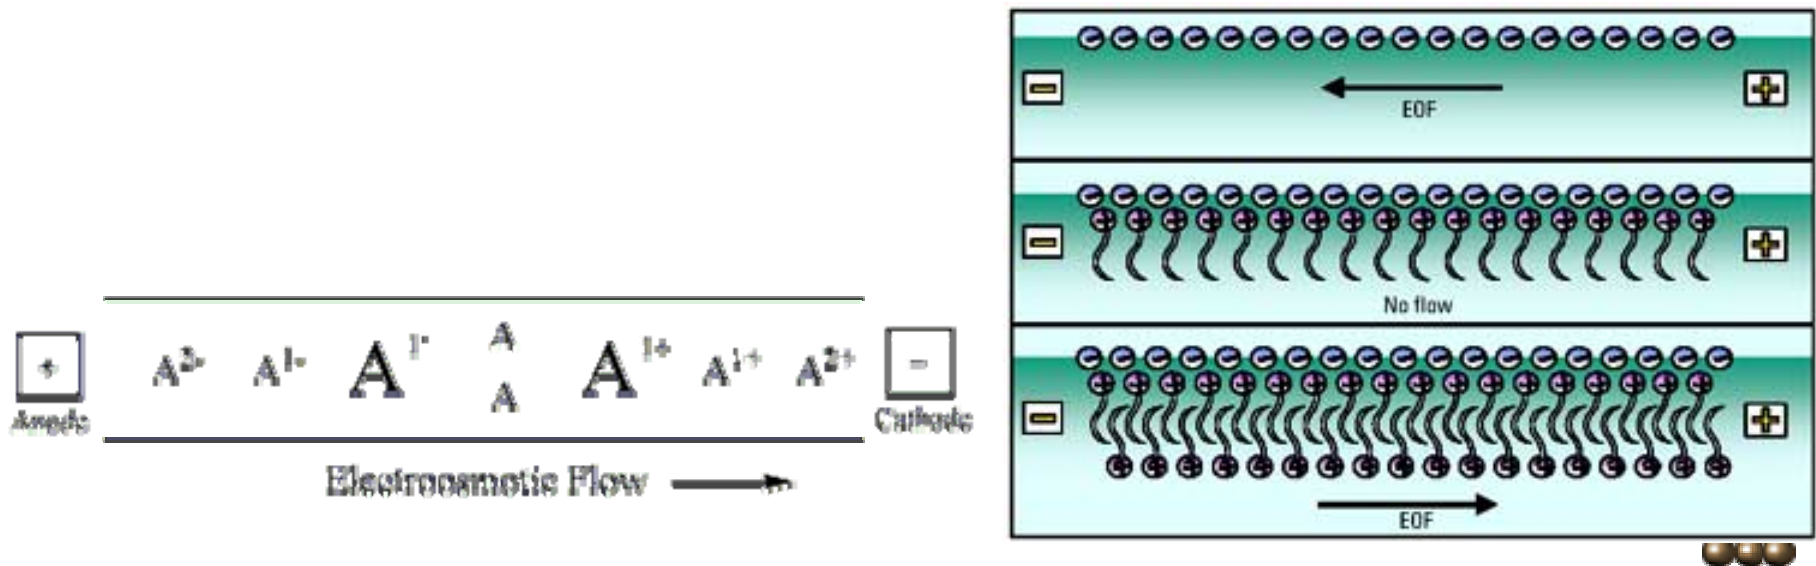 EOF
No flow
EOF
+ A²⁻ A¹⁻ A¹⁻ A A A¹⁺ A¹⁺ A²⁺ -
Anode Cathode
Electroosmotic Flow